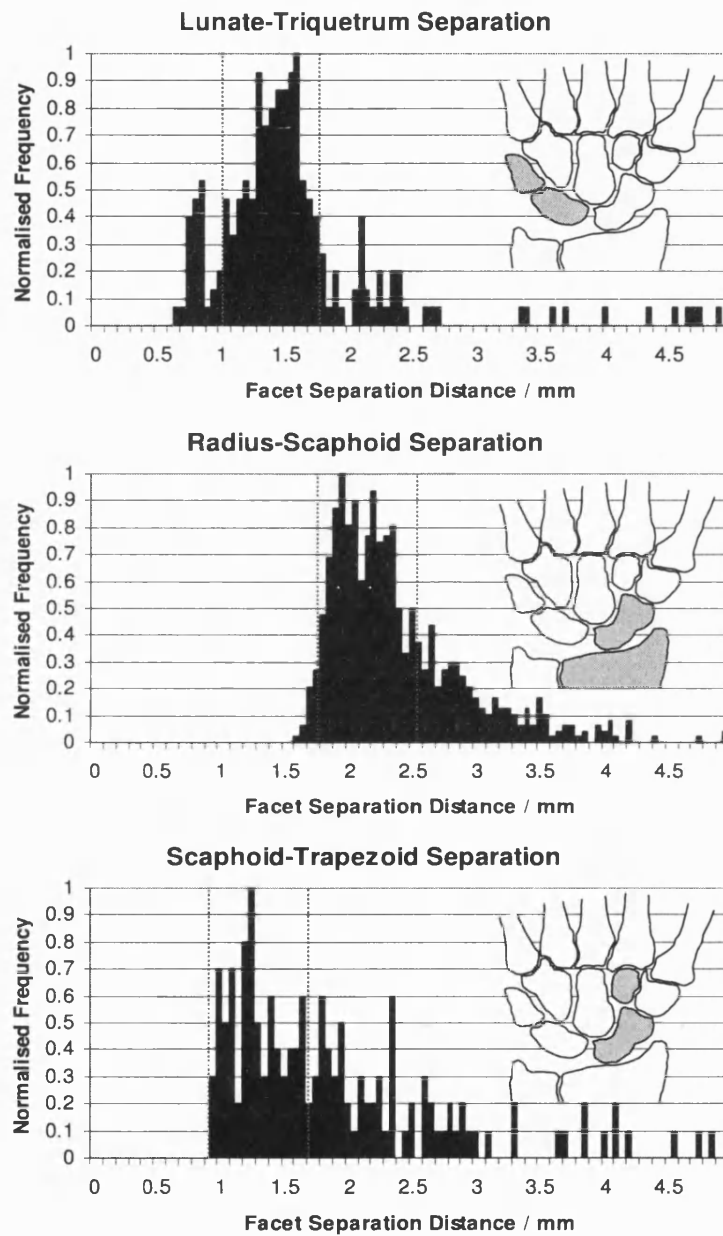 Lunate-Triquetrum Separation
Normalised Frequency
1
0.9
0.8
0.7
0.6
0.5
0.4
0.3
0.2
0.1
0
0 0.5 1 1.5 2 2.5 3 3.5 4 4.5
Facet Separation Distance / mm
Radius-Scaphoid Separation
Normalised Frequency
1
0.9
0.8
0.7
0.6
0.5
0.4
0.3
0.2
0.1
0
0 0.5 1 1.5 2 2.5 3 3.5 4 4.5
Facet Separation Distance / mm
Scaphoid-Trapezoid Separation
Normalised Frequency
1
0.9
0.8
0.7
0.6
0.5
0.4
0.3
0.2
0.1
0
0 0.5 1 1.5 2 2.5 3 3.5 4 4.5
Facet Separation Distance / mm